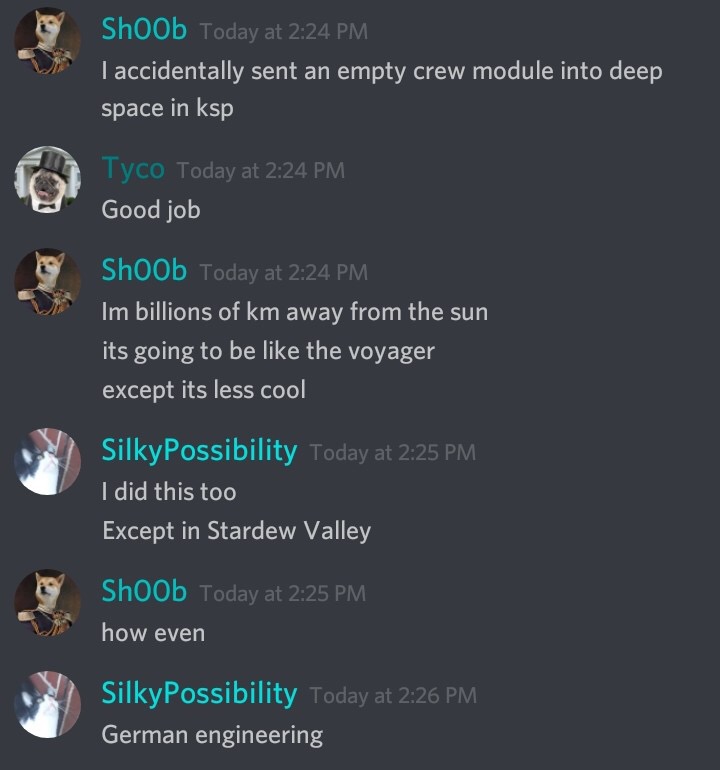 Sh00b Today at 2:24 PM
I accidentally sent an empty crew module into deep
space in ksp
Tyco Today at 2:24 PM
Good job
Sh00b Today at 2:24 PM
Im billions of km away from the sun
its going to be like the voyager
except its less cool
SilkyPossibility Today at 2:25 PM
I did this too
Except in Stardew Valley
Sh00b Today at 2:25 PM
how even
SilkyPossibility Today at 2:26 PM
German engineering